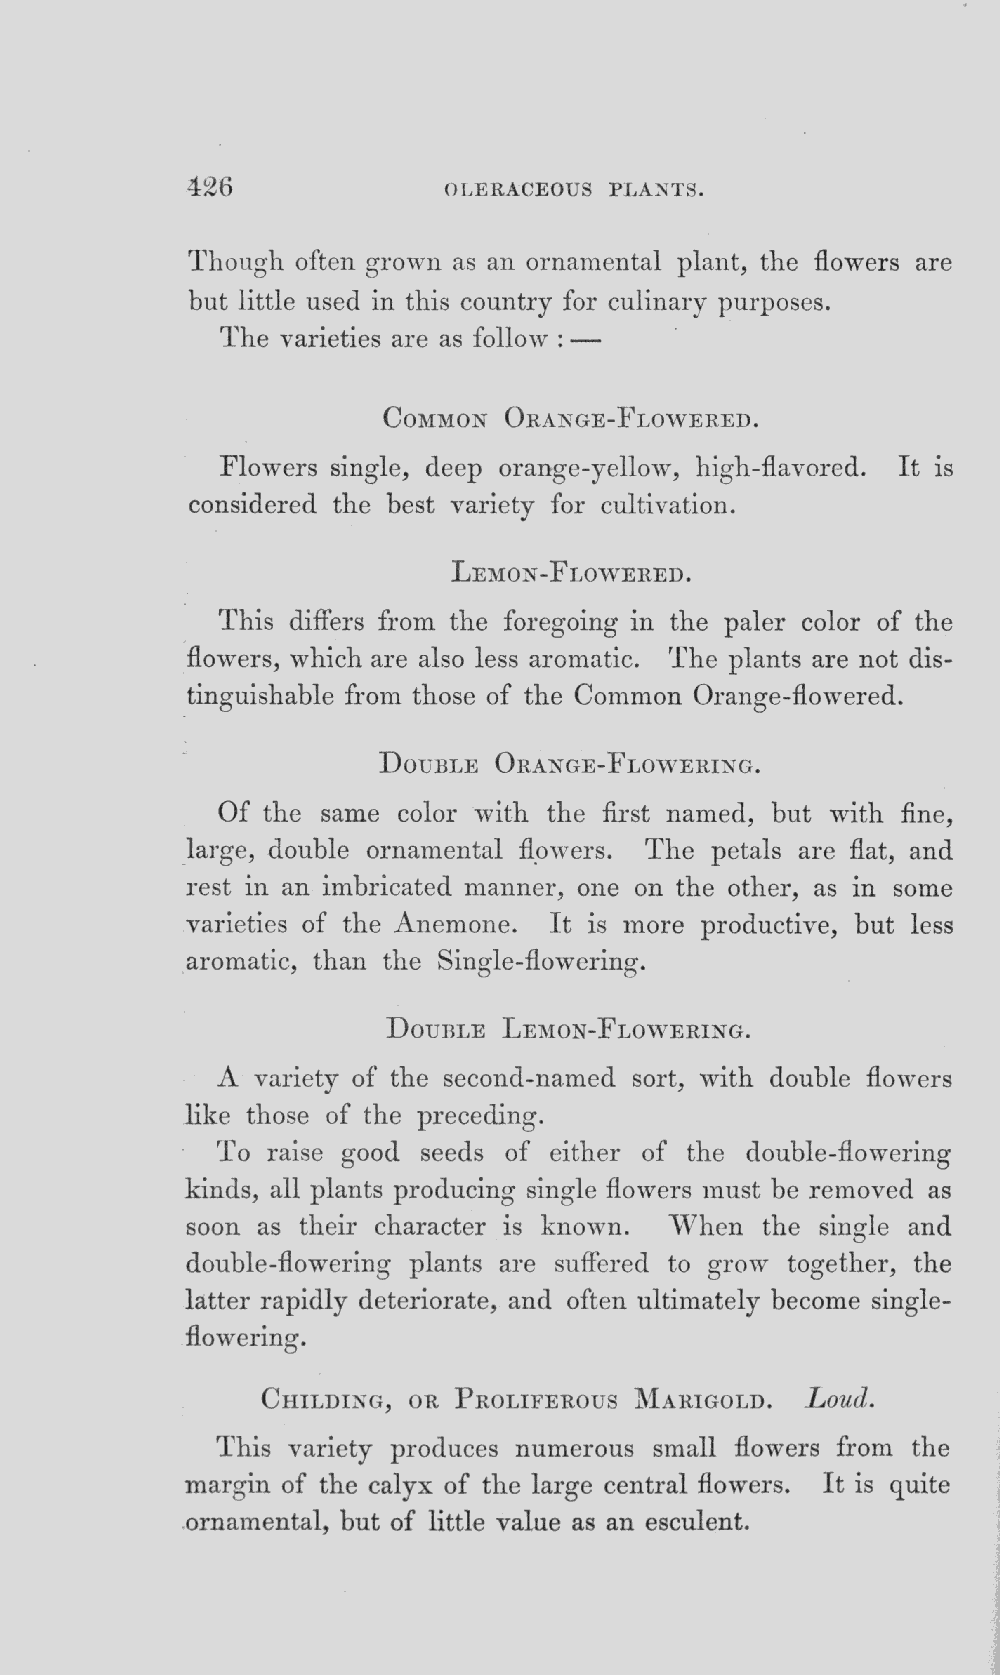 426 OLERACEOUS PLANTS.
Though often grown as an ornamental plant, the flowers are
but little used in this country for culinary purposes.
The varieties are as follow : —
Common Orange-Flowered.
Flowers single, deep orange-yellow, high-flavored. It is
considered the best variety for cultivation.
Lemon-Flowered.
This differs from the foregoing in the paler color of the
flowers, which are also less aromatic. The plants are not dis-
tinguishable from those of the Common Orange-flowered.
Double Orange-Flowering.
Of the same color with the first named, but with fine,
large, double ornamental flowers. The petals are flat, and
rest in an imbricated manner, one on the other, as in some
varieties of the Anemone. It is more productive, but less
aromatic, than the Single-flowering.
Double Lemon-Flowering.
A variety of the second-named sort, with double flowers
like those of the preceding.
To raise good seeds of either of the double-flowering
kinds, all plants producing single flowers must be removed as
soon as their character is known. When the single and
double-flowering plants are suffered to grow together, the
latter rapidly deteriorate, and often ultimately become single-
flowering.
Childing, or Proliferous Marigold. Loud.
This variety produces numerous small flowers from the
margin of the calyx of the large central flowers. It is quite
ornamental, but of little value as an esculent.